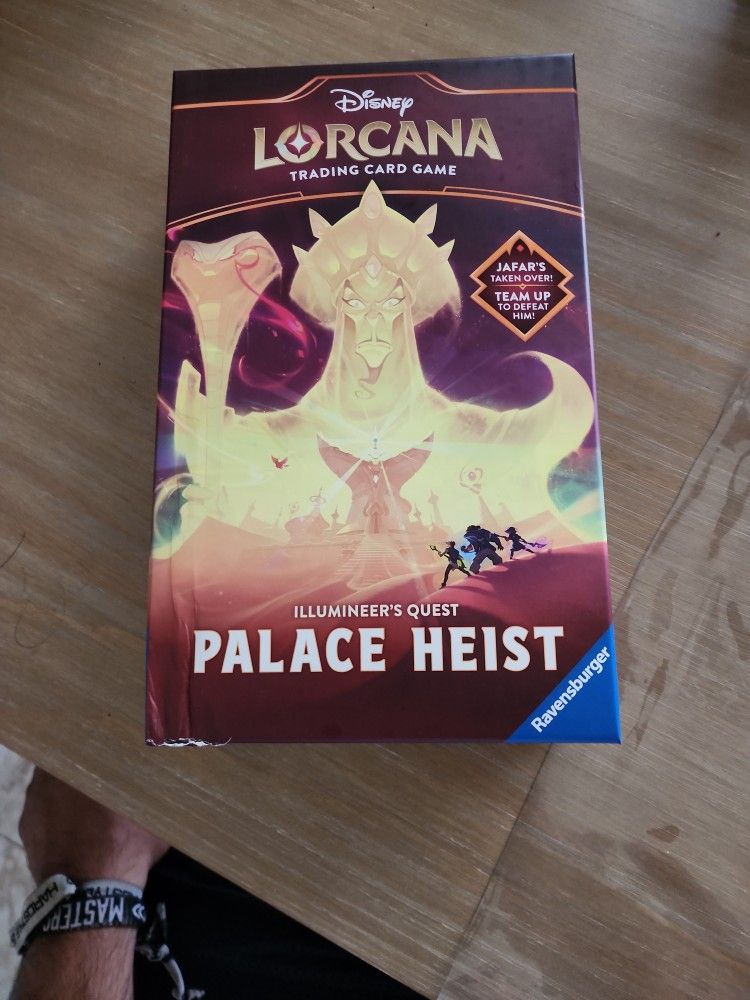 Disney
LORCANA
TRADING CARD GAME
JAFAR'S
TAKEN OVER!
TEAM UP
TO DEFEAT
HIM!
ILLUMINEER'S QUEST
PALACE HEIST
Ravensburger
MASTERS